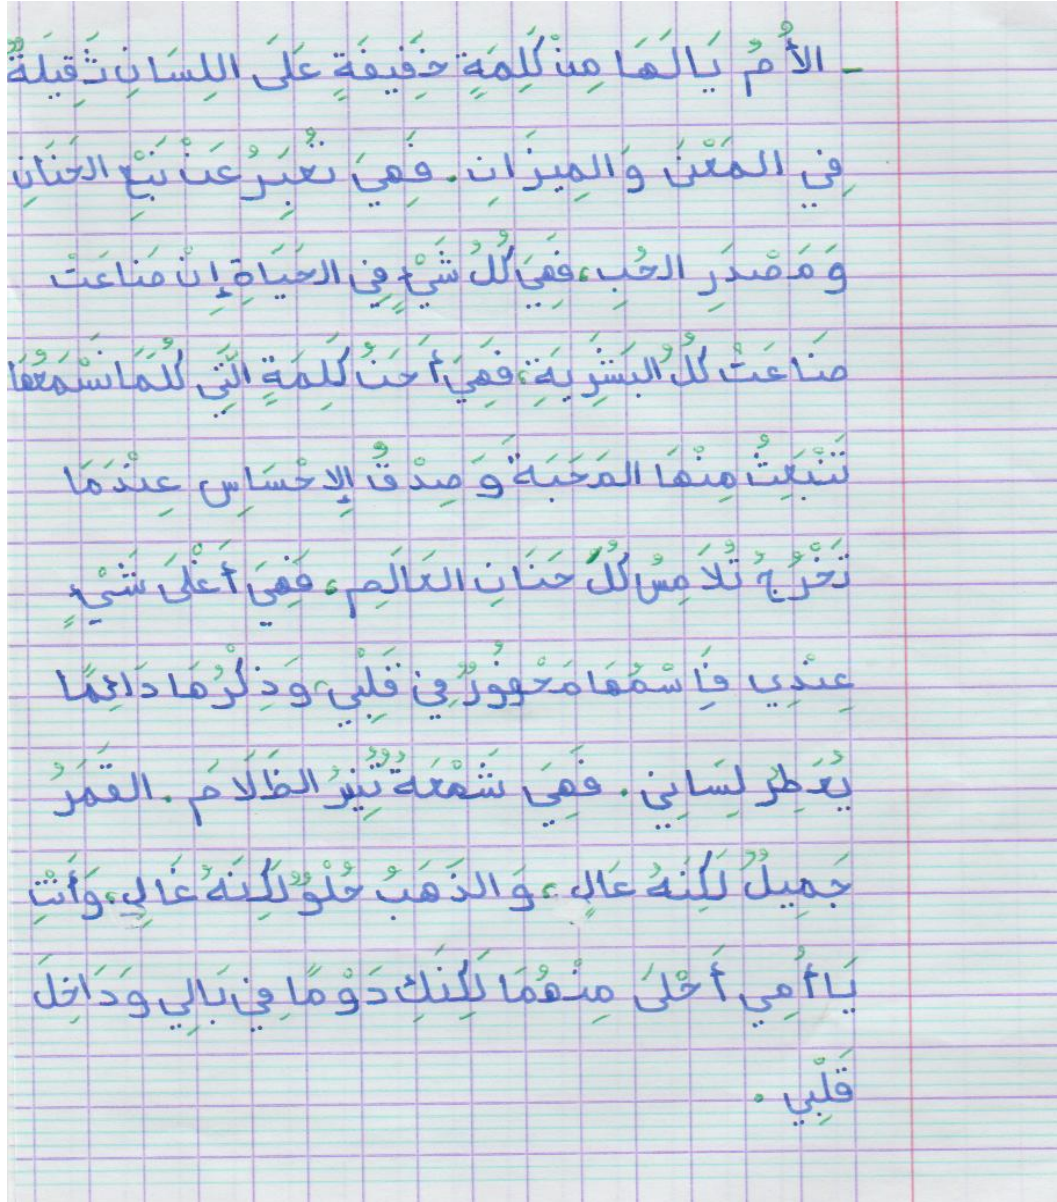 - الأُمُ يَالَهَا مِنْ كَلِمَةٍ خَفِيفَةٍ عَلَى اللِسَانِ ثَقِيلَةٌ
فِي المَعْنَى وَالمِيزَانِ. فَهِيَ تُعْبَِرُ عَنْ نَبْعِ الحَنَانِ
وَمَصْدَرِ الحُبِ، فَهِيَ كُلُ شَيْءٍ فِي الحَيَاةِ إِنْ ضَاعَتْ
ضَاعَتْ كُلُ البَشَرِيَةِ، فَهِيَ أَحَنُ كَلِمَةٍ الَتِي كُلَمَا نَسْمَعُهَا
تَنْبَعِثُ مِنْهَا المَحَبَةُ وَصِدْقُ الإِحْسَاسِ عِنْدَمَا
تَخْرُجُ تُلَامِسُ كُلَ حَنَانِ العَالَمِ، فَهِيَ أَغْلَى شَيْءٍ
عِنْدِي فَاِسْمُهَا مَحْفُورٌ فِي قَلْبِي، وَذِكْرُهَا دَائِمًا
يُعَطِرُ لِسَانِي. فَهِيَ شَمْعَةٌ تُنِيرُ الظَلَامَ. القَمَرُ
جَمِيلٌ لَكِنَهُ عَالِي، وَالذَهَبُ حُلْوٌ لَكِنَهُ غَالِي، وَأَنْتِ
يَا أُمِي أَحْلَى مِنْهُمَا لَكِنَكِ دَوْمًا فِي بَالِي وَدَاخِلَ
قَلْبِي.